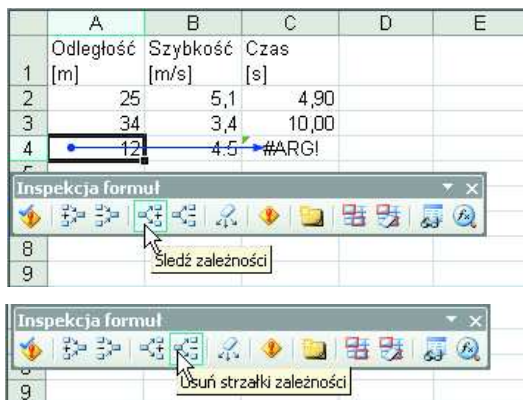 A B C D E
Odległość Szybkość Czas
1 [m] [m/s] [s]
2 25 5,1 4,90
3 34 3,4 10,00
4 12 4.5 #ARG!
Inspekcja formuł
8
Śledź zależności
9
Inspekcja formuł
Usuń strzałki zależności
9